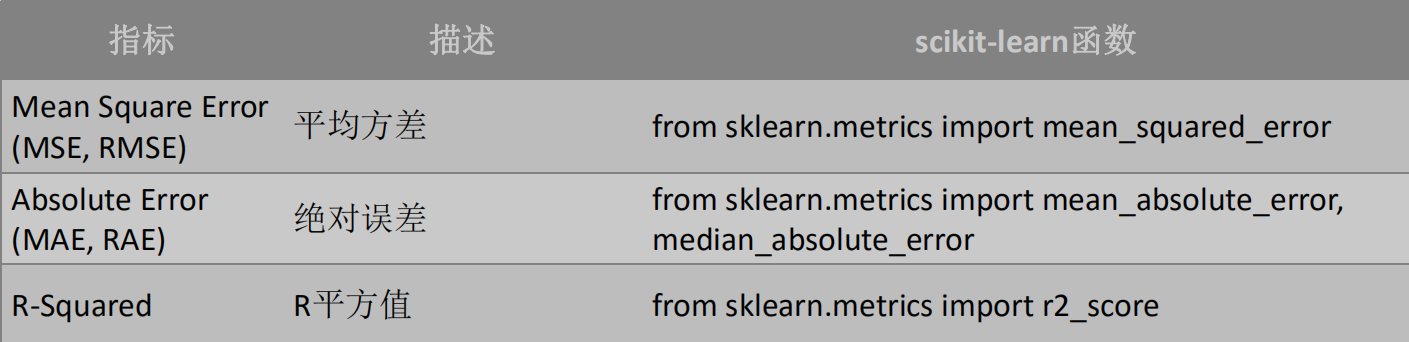 指标 描述 scikit-learn函数
Mean Square Error
(MSE, RMSE)
平均方差
from sklearn.metrics import mean_squared_error
Absolute Error
(MAE, RAE)
绝对误差
from sklearn.metrics import mean_absolute_error,
median_absolute_error
R-Squared
R平方值
from sklearn.metrics import r2_score